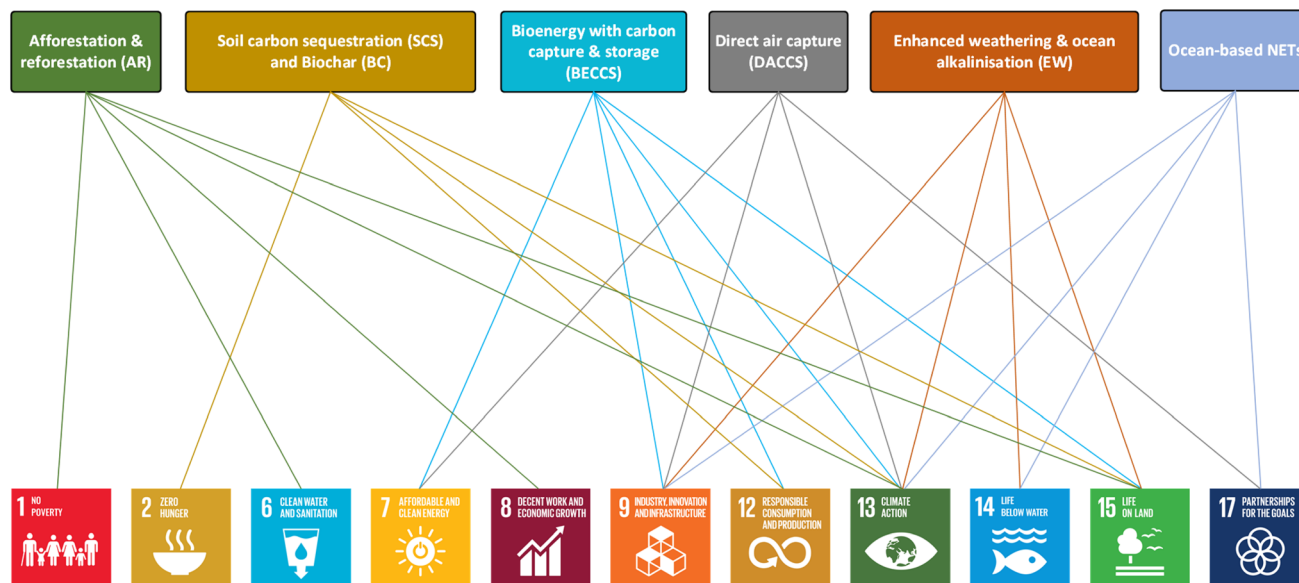 Afforestation &
reforestation (AR)
Soil carbon sequestration (SCS)
and Biochar (BC)
Bioenergy with carbon
capture & storage
(BECCS)
Direct air capture
(DACCS)
Enhanced weathering & ocean
alkalinisation (EW)
Ocean-based NETs
1 NO
POVERTY
2 ZERO
HUNGER
6 CLEAN WATER
AND SANITATION
7 AFFORDABLE AND
CLEAN ENERGY
8 DECENT WORK AND
ECONOMIC GROWTH
9 INDUSTRY, INNOVATION
AND INFRASTRUCTURE
12 RESPONSIBLE
CONSUMPTION
AND PRODUCTION
13 CLIMATE
ACTION
14 LIFE
BELOW WATER
15 LIFE
ON LAND
17 PARTNERSHIPS
FOR THE GOALS